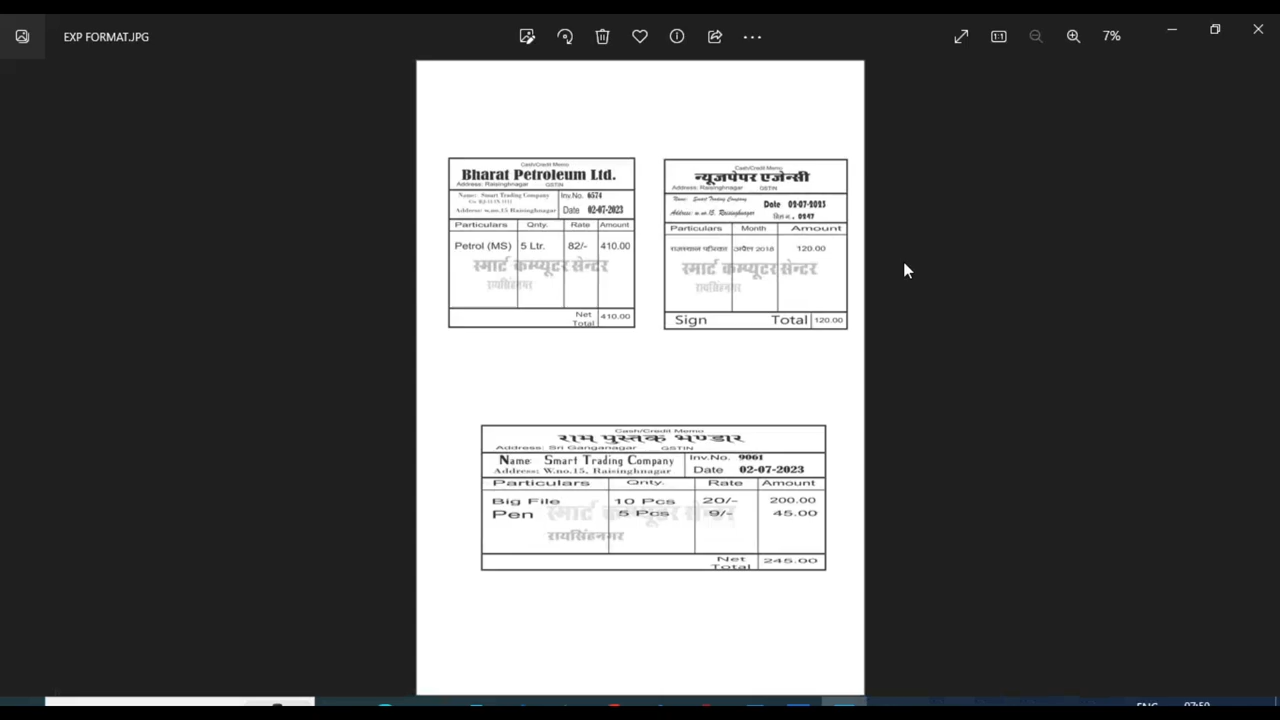 EXP FORMAT.JPG
7%
Cash/Credit Memo
Bharat Petroleum Ltd.
Address: Raisinghnagar GSTIN
Name: Smart Trading Company
Inv.No. 6574
Address: w.no.15 Raisinghnagar
Date 02-07-2023
Particulars Qnty. Rate Amount
Petrol (MS) 5 Ltr. 82/- 410.00
स्मार्ट कम्प्यूटर सेन्टर
रायसिंहनगर
Net Total 410.00
Cash/Credit Memo
न्यूजपेपर एजेन्सी
Address: Raisinghnagar GSTIN
Name: Smart Trading Company
Date 02-07-2023
Address: w.no.15, Raisinghnagar
बिल नं. 0247
Particulars Month Amount
राजस्थान पत्रिका अप्रैल 2018 120.00
स्मार्ट कम्प्यूटर सेन्टर
रायसिंहनगर
Sign Total 120.00
Cash/Credit Memo
राम पुस्तक भण्डार
Address: Sri Ganganagar GSTIN
Name: Smart Trading Company
Inv.No. 9061
Address: W.no.15, Raisinghnagar
Date 02-07-2023
Particulars Qnty. Rate Amount
Big File 10 Pcs 20/- 200.00
Pen 5 Pcs 9/- 45.00
स्मार्ट कम्प्यूटर सेन्टर
रायसिंहनगर
Net Total 245.00